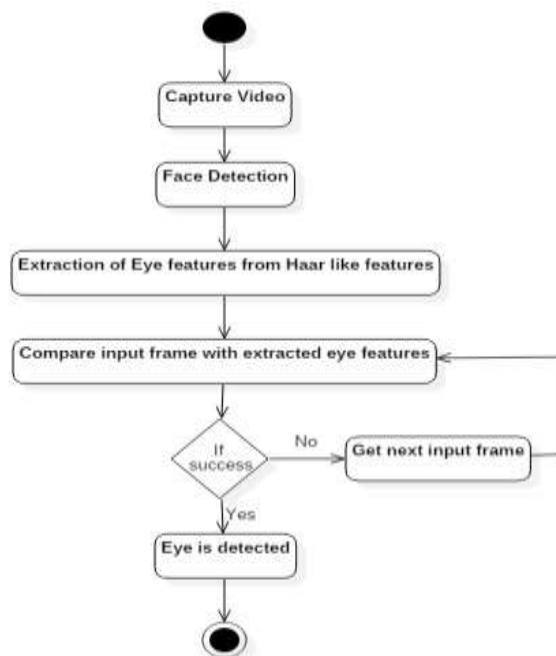 Capture Video
Face Detection
Extraction of Eye features from Haar like features
Compare input frame with extracted eye features
If
success
No
Get next input frame
Yes
Eye is detected